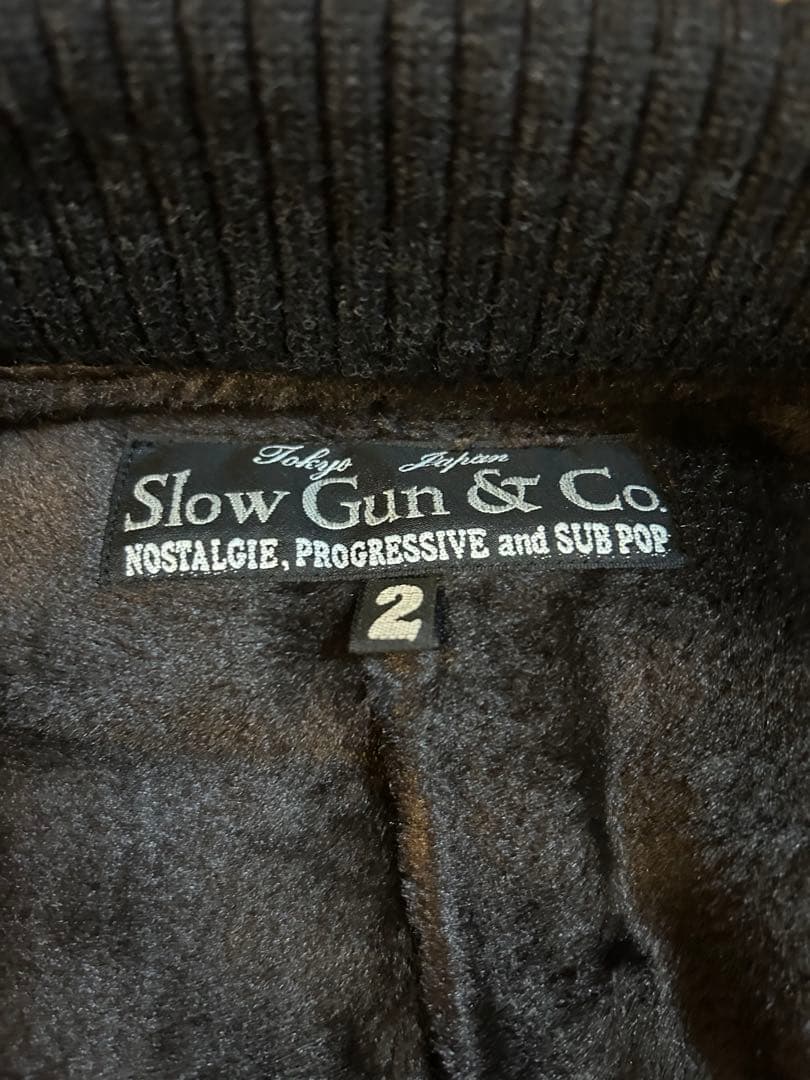 Tokyo Japan
Slow Gun & Co.
NOSTALGIE, PROGRESSIVE and SUB POP
2